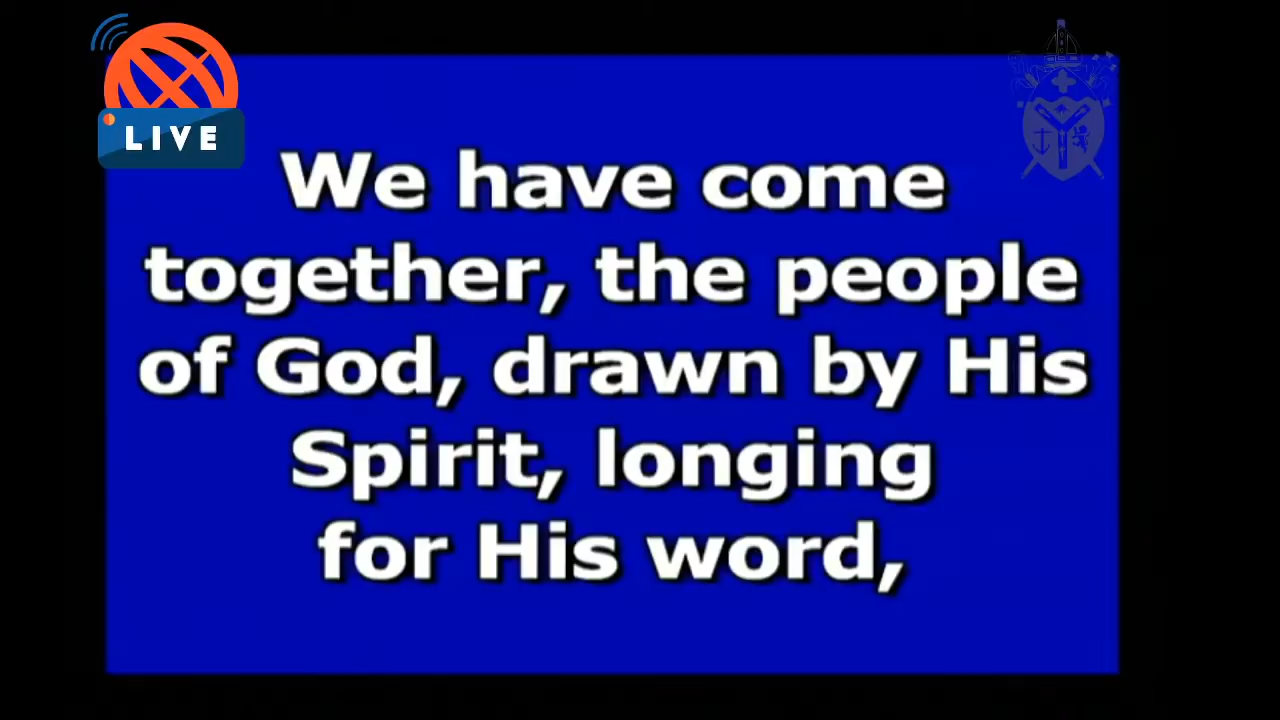 LIVE
We have come
together, the people
of God, drawn by His
Spirit, longing
for His word,